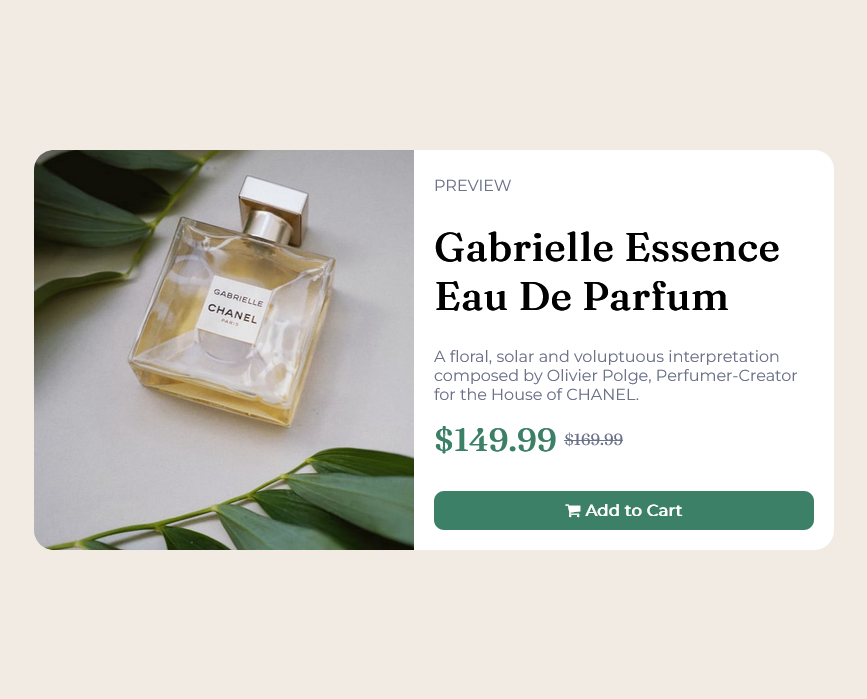 PREVIEW
Gabrielle Essence
Eau De Parfum
A floral, solar and voluptuous interpretation
composed by Olivier Polge, Perfumer-Creator
for the House of CHANEL.
$149.99 $169.99
Add to Cart
GABRIELLE
CHANEL
PARIS